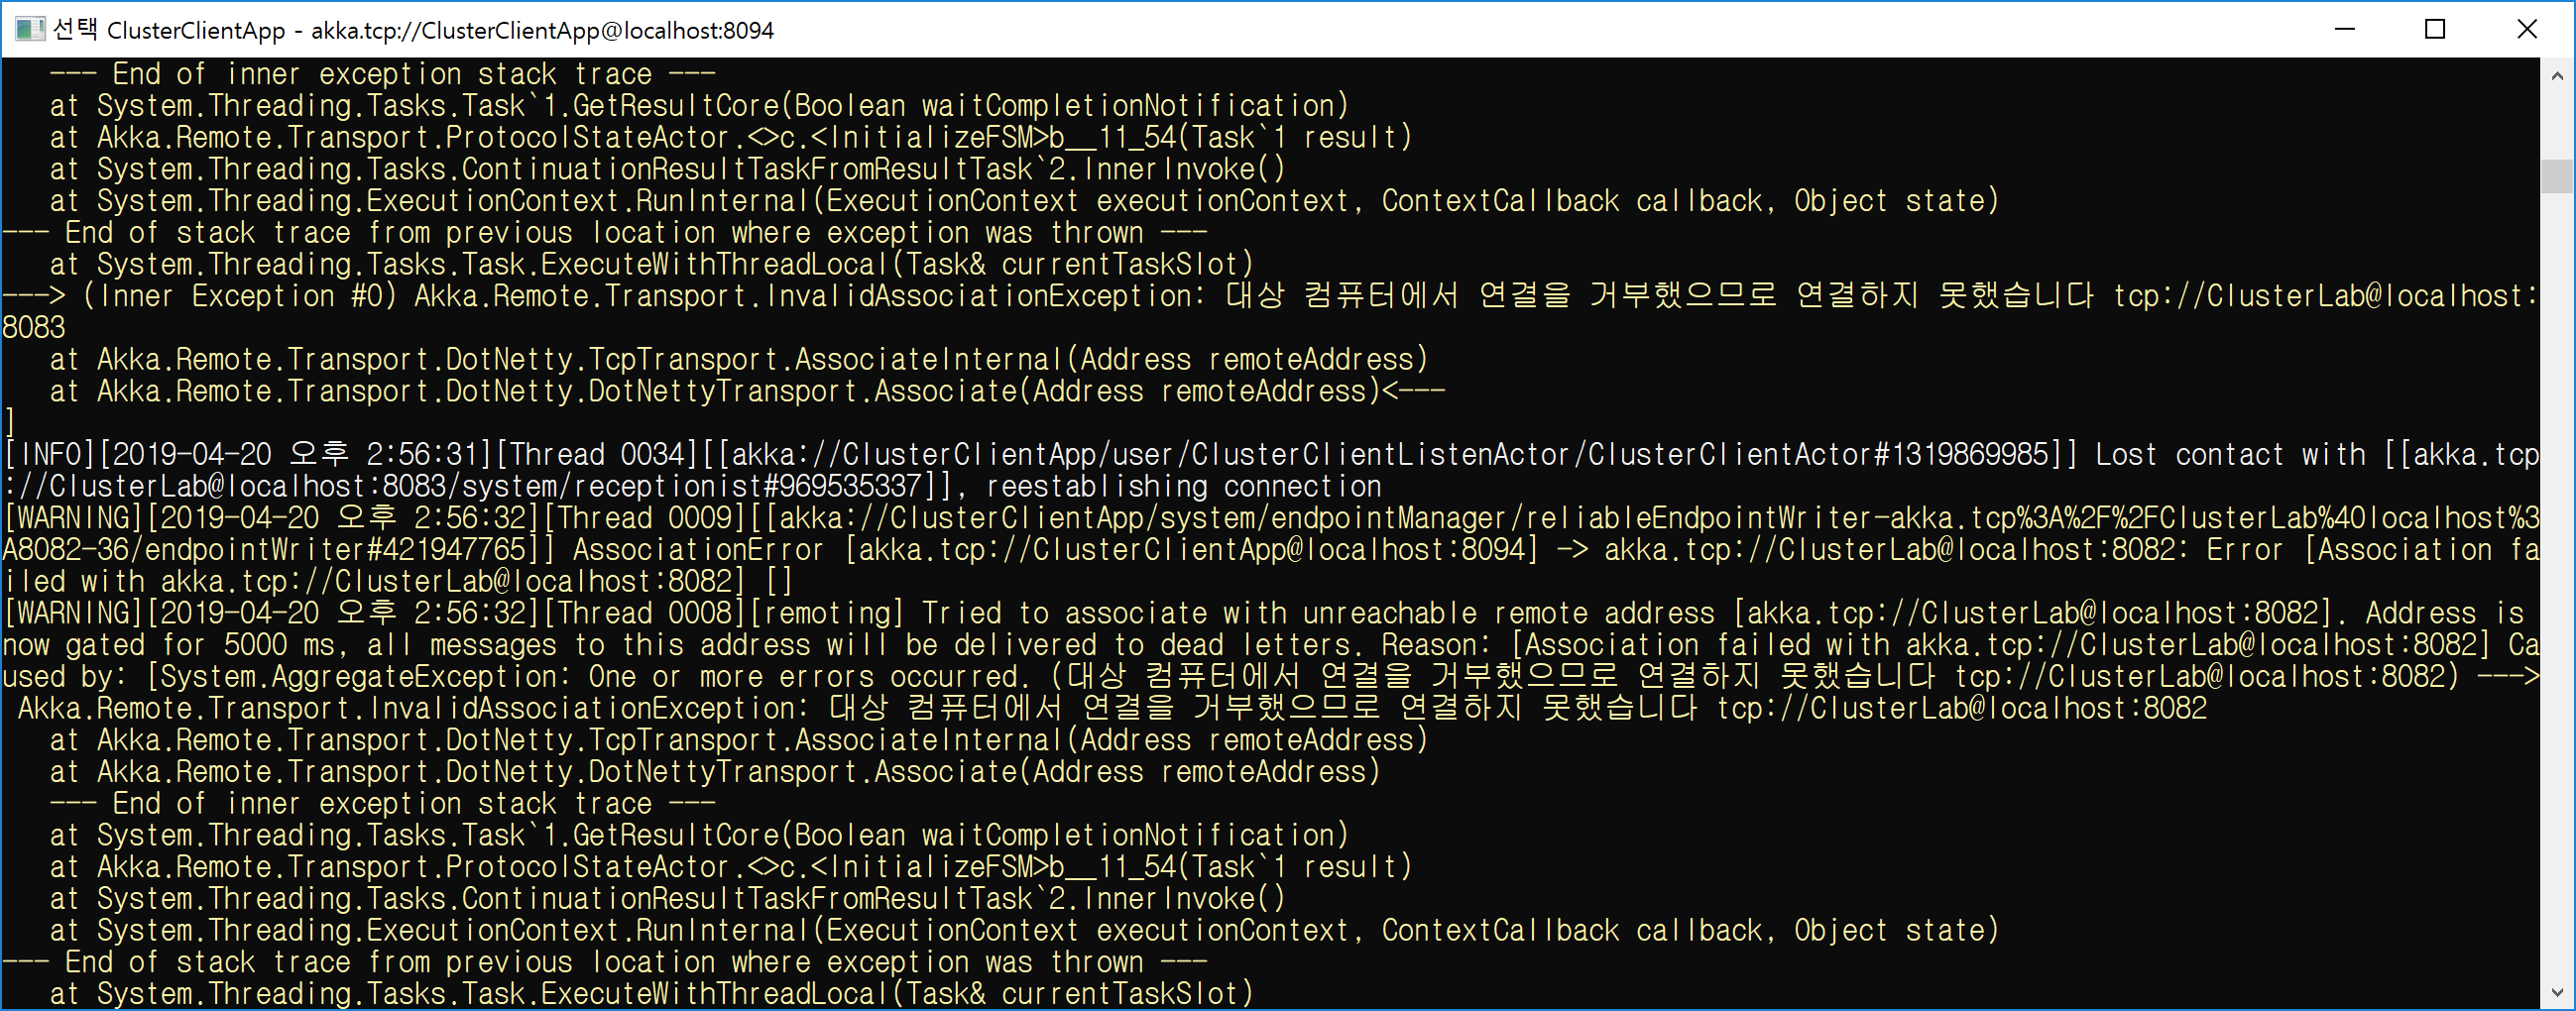 선택 ClusterClientApp - akka.tcp://ClusterClientApp@localhost:8094
   --- End of inner exception stack trace ---
   at System.Threading.Tasks.Task`1.GetResultCore(Boolean waitCompletionNotification)
   at Akka.Remote.Transport.ProtocolStateActor.<>c.<InitializeFSM>b__11_54(Task`1 result)
   at System.Threading.Tasks.ContinuationResultTaskFromResultTask`2.InnerInvoke()
   at System.Threading.ExecutionContext.RunInternal(ExecutionContext executionContext, ContextCallback callback, Object state)
--- End of stack trace from previous location where exception was thrown ---
   at System.Threading.Tasks.Task.ExecuteWithThreadLocal(Task& currentTaskSlot)
---> (Inner Exception #0) Akka.Remote.Transport.InvalidAssociationException: 대상 컴퓨터에서 연결을 거부했으므로 연결하지 못했습니다 tcp://ClusterLab@localhost:
8083
   at Akka.Remote.Transport.DotNetty.TcpTransport.AssociateInternal(Address remoteAddress)
   at Akka.Remote.Transport.DotNetty.DotNettyTransport.Associate(Address remoteAddress)<---
]
[INFO][2019-04-20 오후 2:56:31][Thread 0034][[akka://ClusterClientApp/user/ClusterClientListenActor/ClusterClientActor#1319869985]] Lost contact with [[akka.tcp
://ClusterLab@localhost:8083/system/receptionist#969535337]], reestablishing connection
[WARNING][2019-04-20 오후 2:56:32][Thread 0009][[akka://ClusterClientApp/system/endpointManager/reliableEndpointWriter-akka.tcp%3A%2F%2FClusterLab%40localhost%3
A8082-36/endpointWriter#421947765]] AssociationError [akka.tcp://ClusterClientApp@localhost:8094] -> akka.tcp://ClusterLab@localhost:8082: Error [Association fa
iled with akka.tcp://ClusterLab@localhost:8082] []
[WARNING][2019-04-20 오후 2:56:32][Thread 0008][remoting] Tried to associate with unreachable remote address [akka.tcp://ClusterLab@localhost:8082]. Address is
now gated for 5000 ms, all messages to this address will be delivered to dead letters. Reason: [Association failed with akka.tcp://ClusterLab@localhost:8082] Ca
used by: [System.AggregateException: One or more errors occurred. (대상 컴퓨터에서 연결을 거부했으므로 연결하지 못했습니다 tcp://ClusterLab@localhost:8082) --->
 Akka.Remote.Transport.InvalidAssociationException: 대상 컴퓨터에서 연결을 거부했으므로 연결하지 못했습니다 tcp://ClusterLab@localhost:8082
   at Akka.Remote.Transport.DotNetty.TcpTransport.AssociateInternal(Address remoteAddress)
   at Akka.Remote.Transport.DotNetty.DotNettyTransport.Associate(Address remoteAddress)
   --- End of inner exception stack trace ---
   at System.Threading.Tasks.Task`1.GetResultCore(Boolean waitCompletionNotification)
   at Akka.Remote.Transport.ProtocolStateActor.<>c.<InitializeFSM>b__11_54(Task`1 result)
   at System.Threading.Tasks.ContinuationResultTaskFromResultTask`2.InnerInvoke()
   at System.Threading.ExecutionContext.RunInternal(ExecutionContext executionContext, ContextCallback callback, Object state)
--- End of stack trace from previous location where exception was thrown ---
   at System.Threading.Tasks.Task.ExecuteWithThreadLocal(Task& currentTaskSlot)